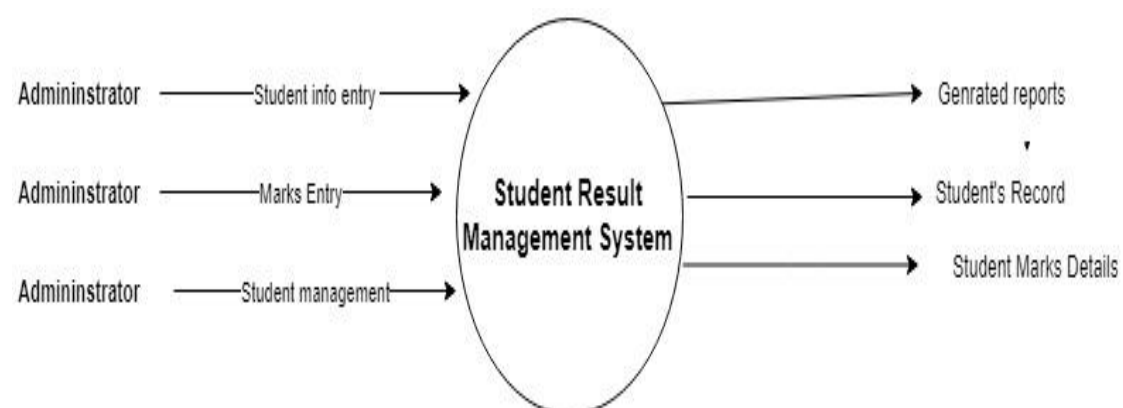 Admininstrator
Student info entry
Genrated reports
Admininstrator
Marks Entry
Student Result
Management System
Student's Record
Admininstrator
Student management
Student Marks Details